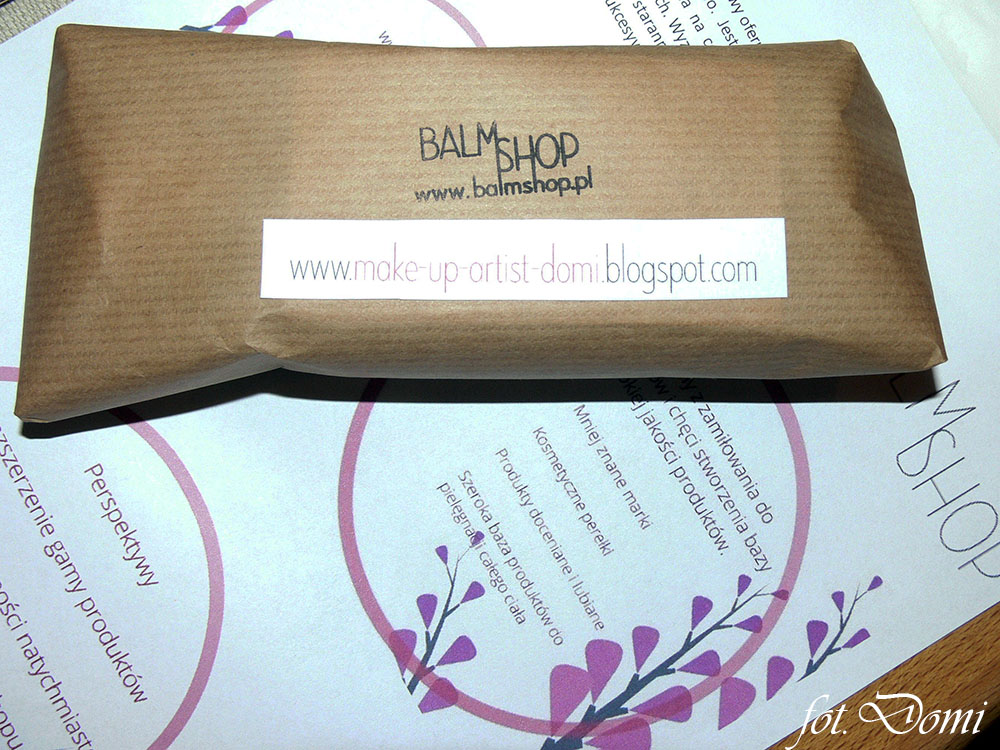 BALM SHOP
www.balmshop.pl
www.make-up-artist-domi.blogspot.com
z zamiłowania do
chęci stworzenia bazy
jakości produktów.
Mniej znane marki
Kosmetyczne perełki
Produkty doceniane i lubiane
Szeroka baza produktów do
pielęgnacji całego ciała
Perspektywy
gamy produktów
SHOP
fot. Domi